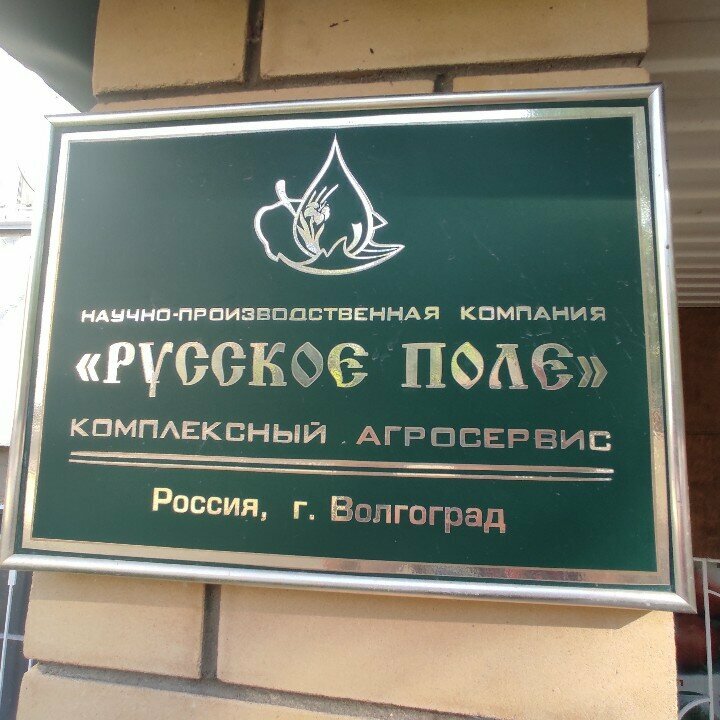 НАУЧНО-ПРОИЗВОДСТВЕННАЯ КОМПАНИЯ
«РУССКОЕ ПОЛЕ»
КОМПЛЕКСНЫЙ АГРОСЕРВИС
Россия, г. Волгоград